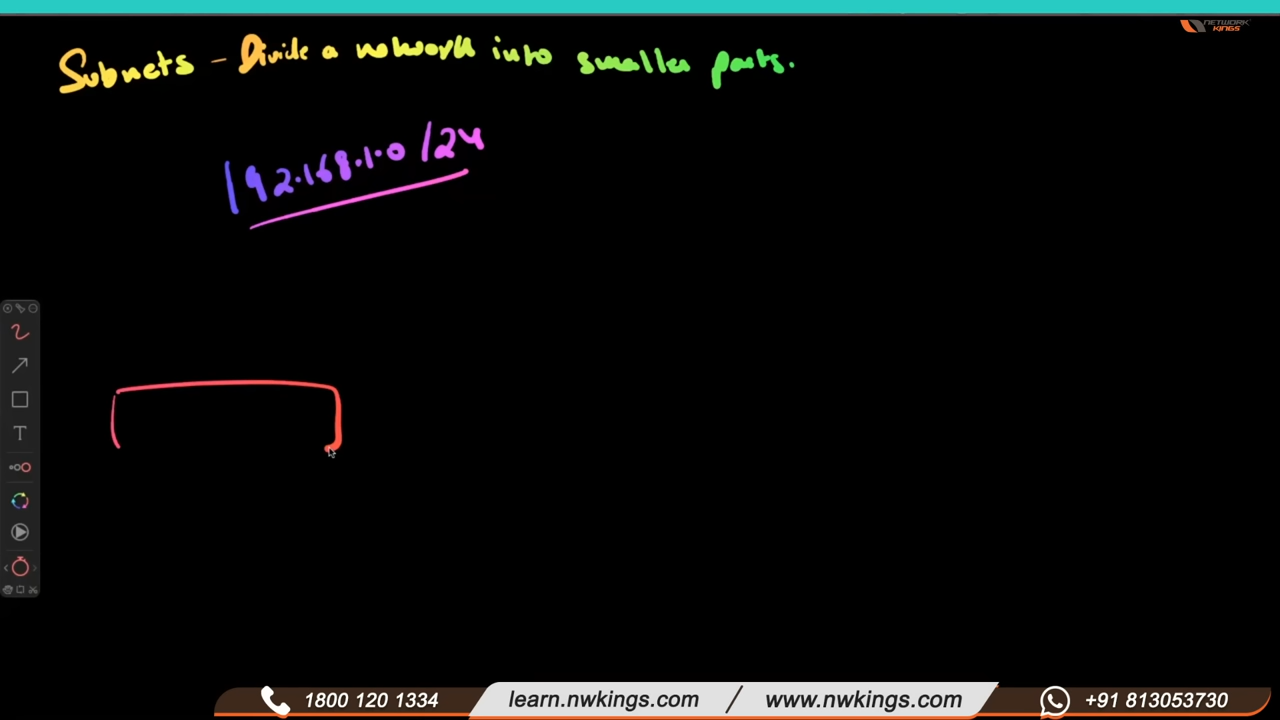 NETWORK
KINGS
Subnets - Divide a network into smaller parts.
192.168.1.0 /24
T
1800 120 1334 learn.nwkings.com / www.nwkings.com +91 813053730